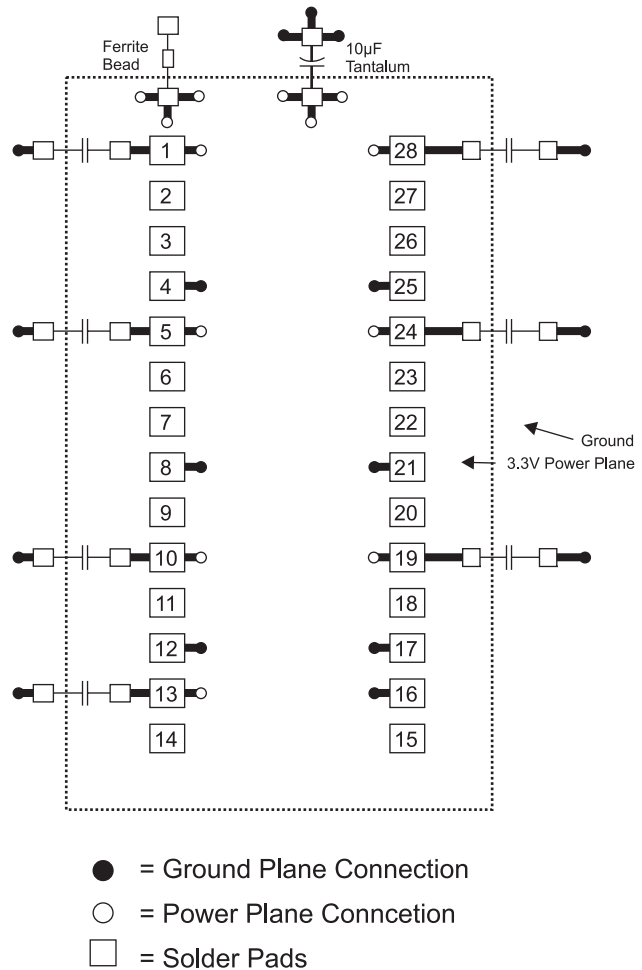 Ferrite
Bead
10µF
Tantalum
1 28
2 27
3 26
4 25
5 24
6 23
7 22
Ground
8 21
3.3V Power Plane
9 20
10 19
11 18
12 17
13 16
14 15
= Ground Plane Connection
= Power Plane Conncetion
= Solder Pads